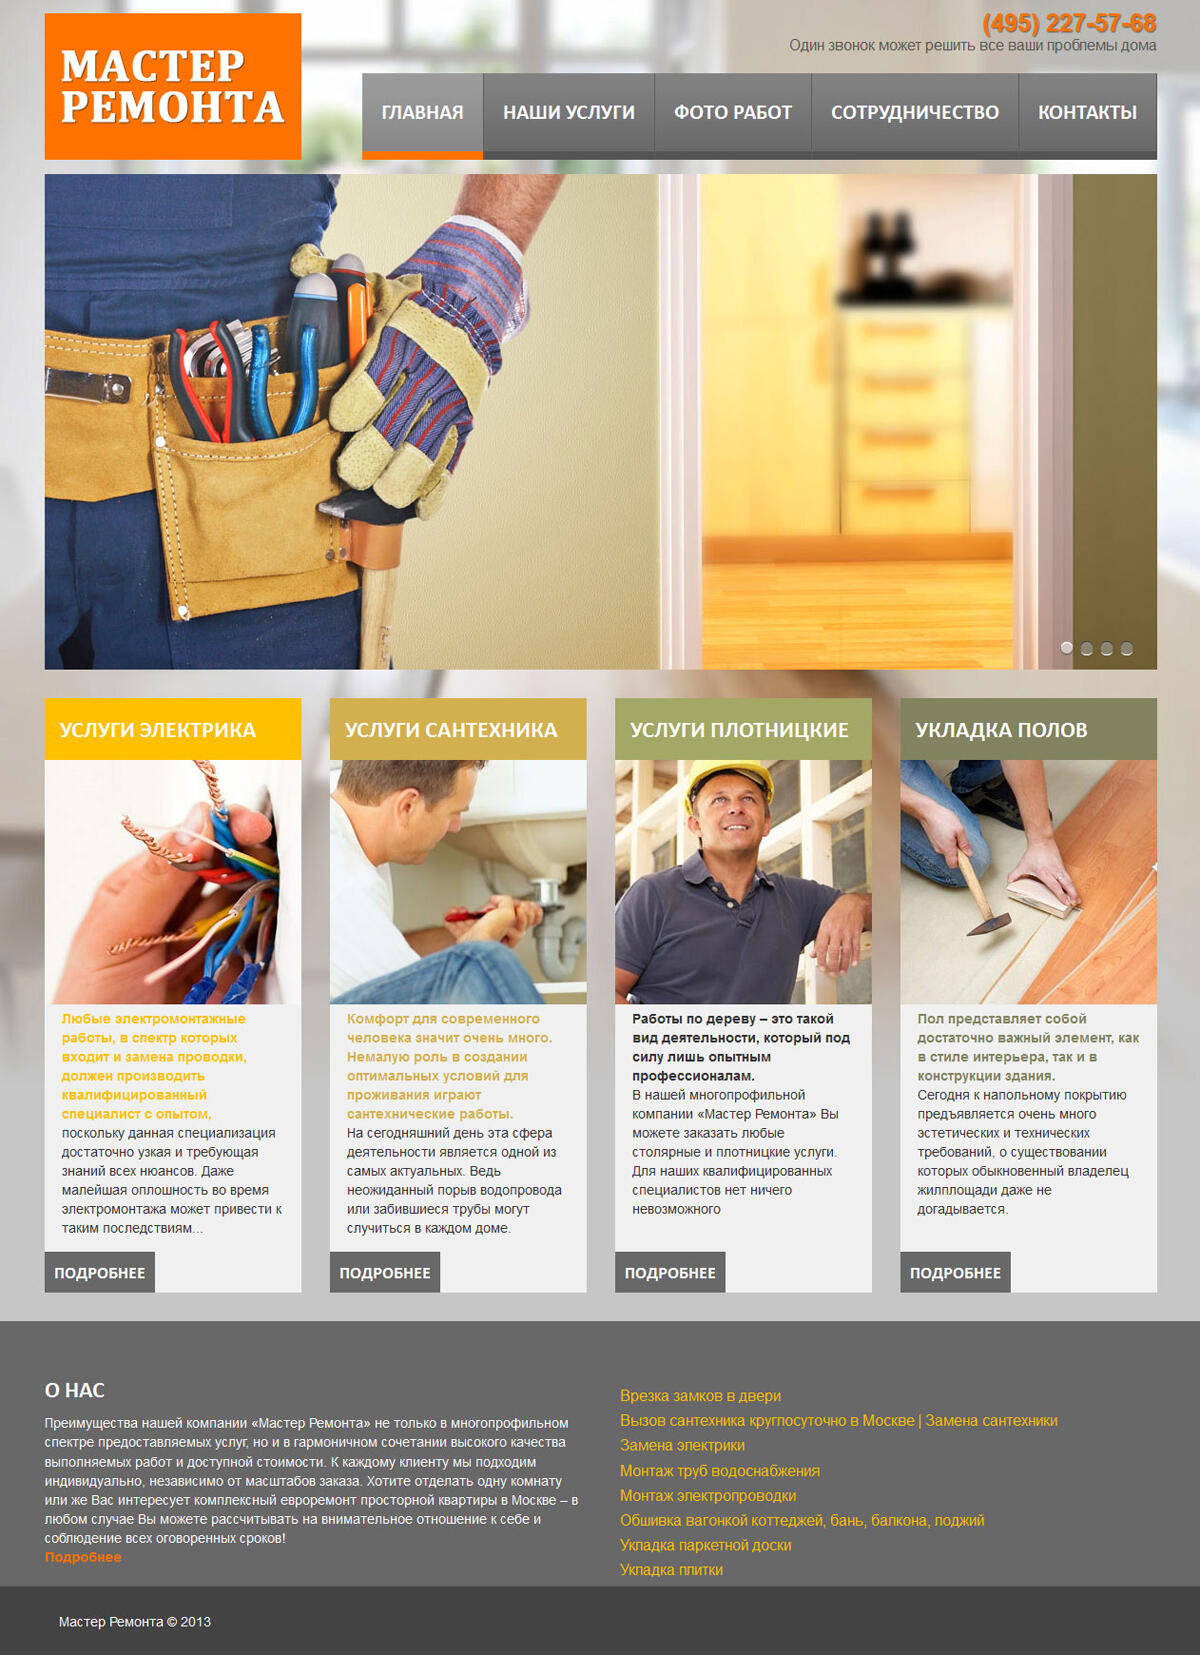 МАСТЕР
РЕМОНТА
(495) 227-57-68
Один звонок может решить все ваши проблемы дома
ГЛАВНАЯ
НАШИ УСЛУГИ
ФОТО РАБОТ
СОТРУДНИЧЕСТВО
КОНТАКТЫ
УСЛУГИ ЭЛЕКТРИКА
Любые электромонтажные
работы, в спектр которых
входит и замена проводки,
должен производить
квалифицированный
специалист с опытом,
поскольку данная специализация
достаточно узкая и требующая
знаний всех нюансов. Даже
малейшая оплошность во время
электромонтажа может привести к
таким последствиям...
ПОДРОБНЕЕ
УСЛУГИ САНТЕХНИКА
Комфорт для современного
человека значит очень много.
Немалую роль в создании
оптимальных условий для
проживания играют
сантехнические работы.
На сегодняшний день эта сфера
деятельности является одной из
самых актуальных. Ведь
неожиданный порыв водопровода
или забившиеся трубы могут
случиться в каждом доме.
ПОДРОБНЕЕ
УСЛУГИ ПЛОТНИЦКИЕ
Работы по дереву – это такой
вид деятельности, который под
силу лишь опытным
профессионалам.
В нашей многопрофильной
компании «Мастер Ремонта» Вы
можете заказать любые
столярные и плотницкие услуги.
Для наших квалифицированных
специалистов нет ничего
невозможного
ПОДРОБНЕЕ
УКЛАДКА ПОЛОВ
Пол представляет собой
достаточно важный элемент, как
в стиле интерьера, так и в
конструкции здания.
Сегодня к напольному покрытию
предъявляется очень много
эстетических и технических
требований, о существовании
которых обыкновенный владелец
жилплощади даже не
догадывается.
ПОДРОБНЕЕ
О НАС
Преимущества нашей компании «Мастер Ремонта» не только в многопрофильном
спектре предоставляемых услуг, но и в гармоничном сочетании высокого качества
выполняемых работ и доступной стоимости. К каждому клиенту мы подходим
индивидуально, независимо от масштабов заказа. Хотите отделать одну комнату
или же Вас интересует комплексный евроремонт просторной квартиры в Москве – в
любом случае Вы можете рассчитывать на внимательное отношение к себе и
соблюдение всех оговоренных сроков!
Подробнее
Врезка замков в двери
Вызов сантехника круглосуточно в Москве | Замена сантехники
Замена электрики
Монтаж труб водоснабжения
Монтаж электропроводки
Обшивка вагонкой коттеджей, бань, балкона, лоджий
Укладка паркетной доски
Укладка плитки
Мастер Ремонта © 2013